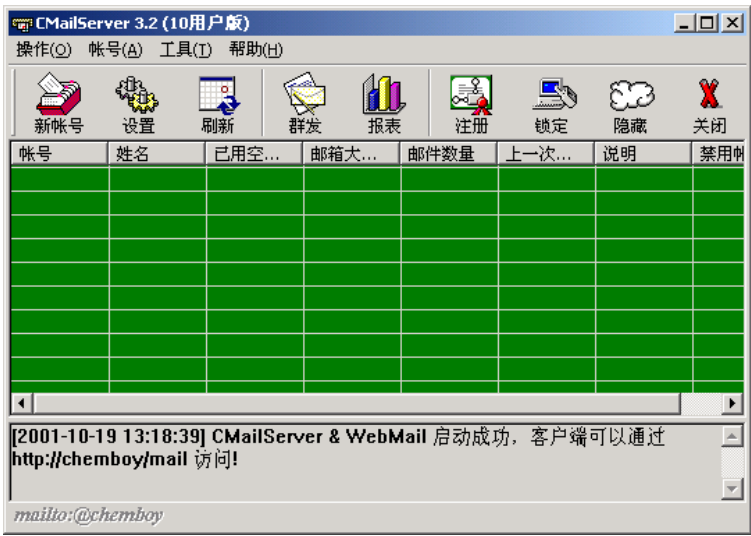 CMailServer 3.2 (10用户版)
操作(O) 帐号(A) 工具(T) 帮助(H)
新帐号 设置 刷新 群发 报表 注册 锁定 隐藏 关闭
帐号 姓名 已用空... 邮箱大... 邮件数量 上一次... 说明 禁用帐
[2001-10-19 13:18:39] CMailServer & WebMail 启动成功，客户端可以通过
http://chemboy/mail 访问!
mailto:@chemboy